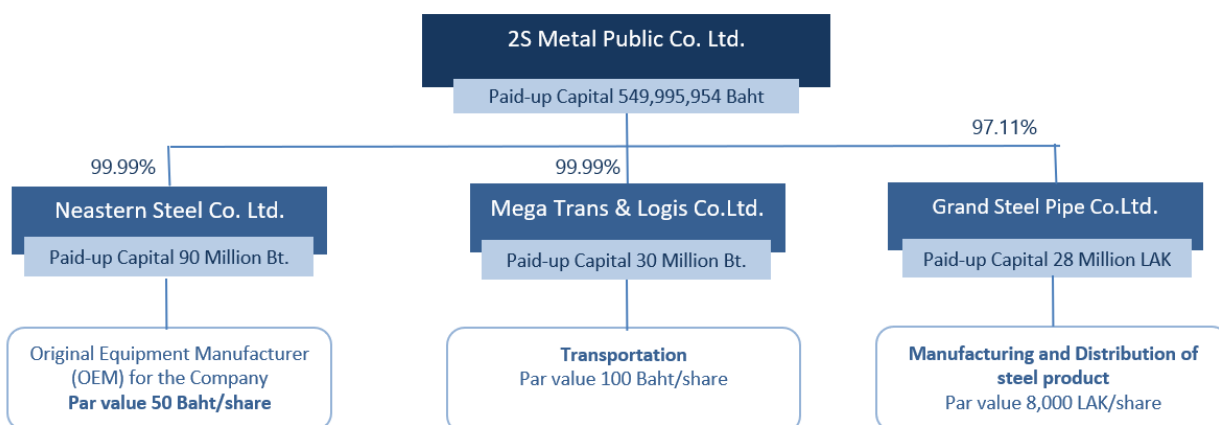 2S Metal Public Co. Ltd.
Paid-up Capital 549,995,954 Baht
99.99%
99.99%
97.11%
Neastern Steel Co. Ltd.
Paid-up Capital 90 Million Bt.
Original Equipment Manufacturer
(OEM) for the Company
Par value 50 Baht/share
Mega Trans & Logis Co.Ltd.
Paid-up Capital 30 Million Bt.
Transportation
Par value 100 Baht/share
Grand Steel Pipe Co.Ltd.
Paid-up Capital 28 Million LAK
Manufacturing and Distribution of
steel product
Par value 8,000 LAK/share